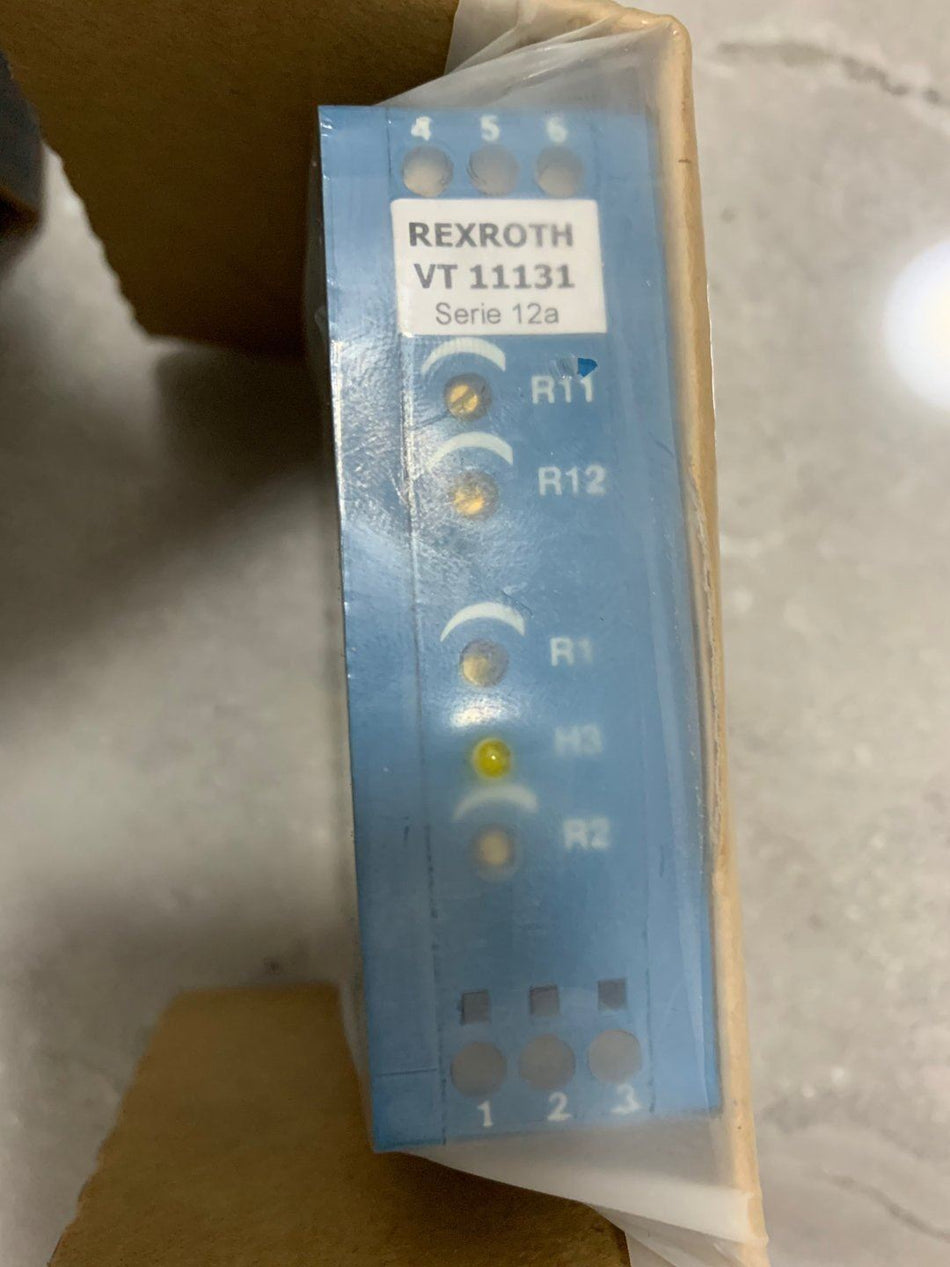 4 5 6
REXROTH
VT 11131
Serie 12a
R11
R12
R1
H3
R2
1 2 3